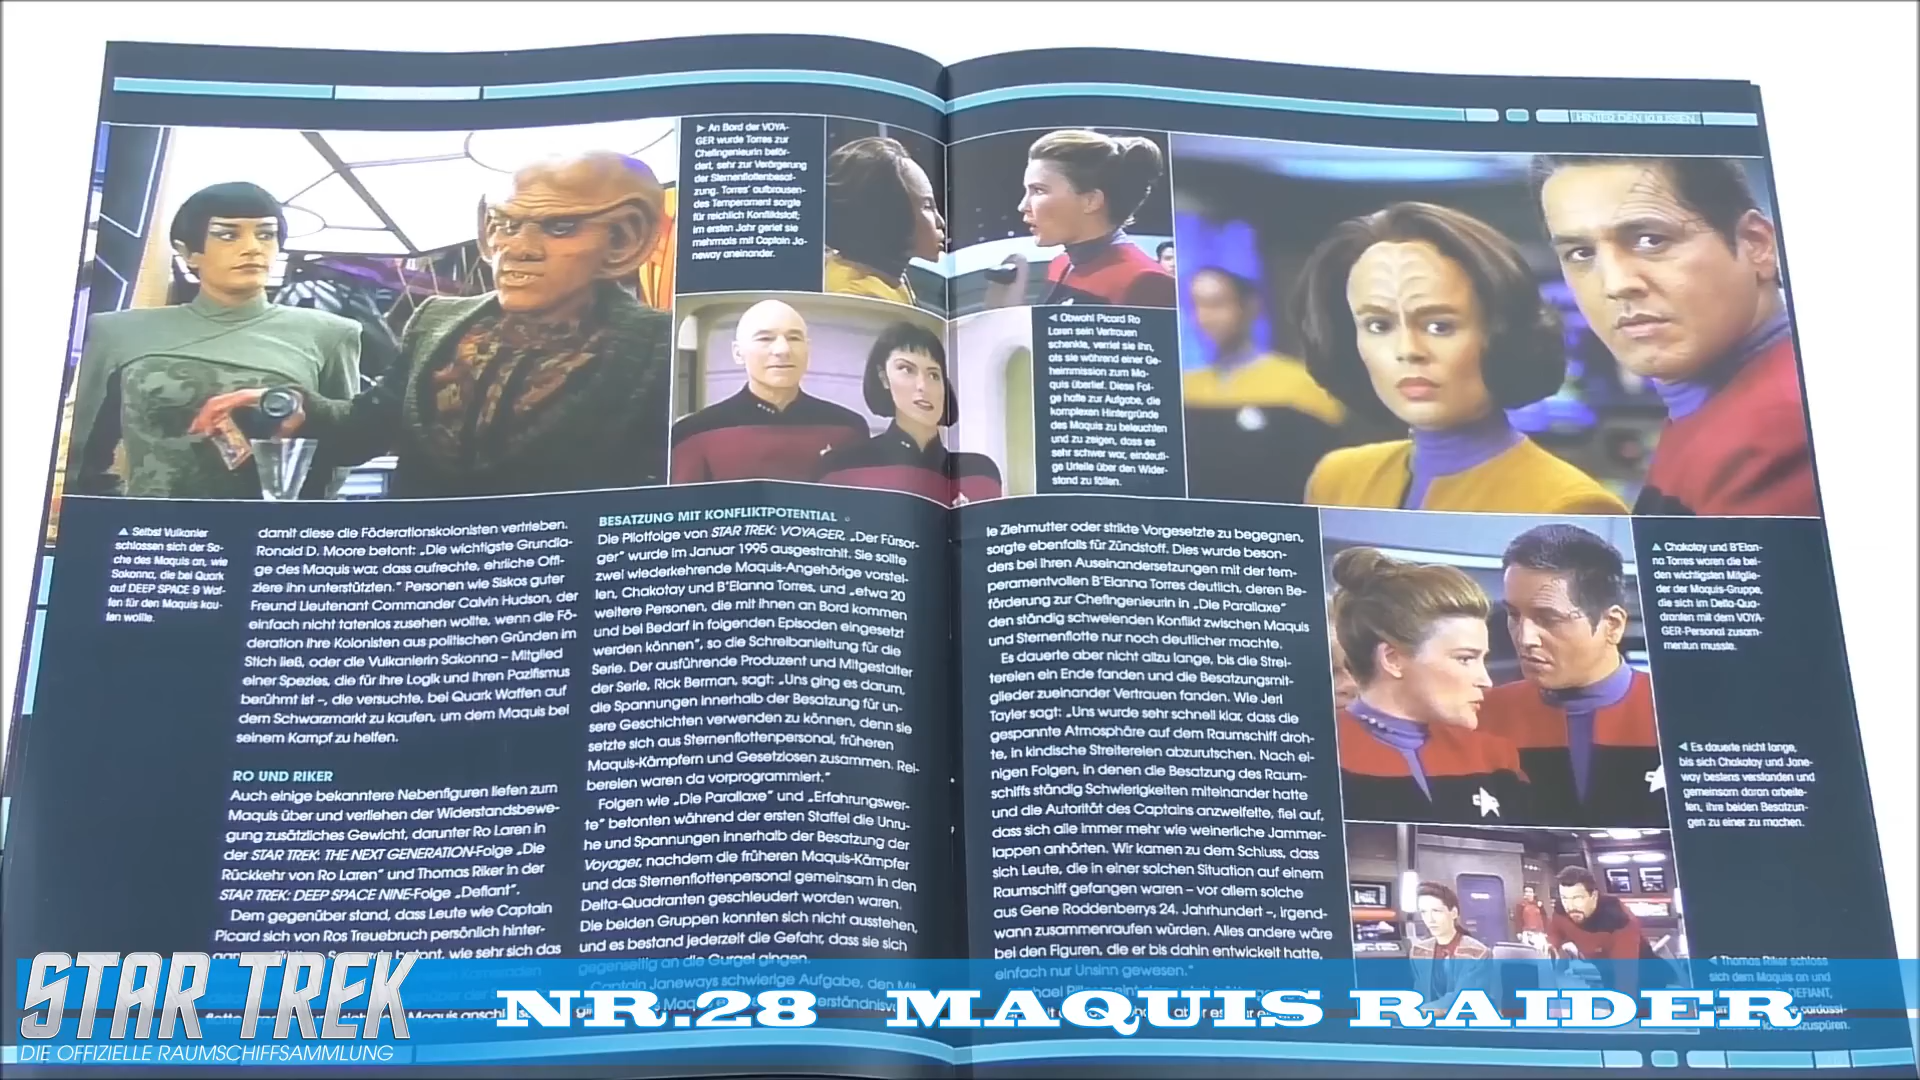 HINTER DEN KULISSEN
▶ An Bord der VOYA-
GER wurde Torres zur
Chefingenieurin beför-
dert, sehr zur Verärgerung
der Sternenflottenbesat-
zung. Torres' aufbrausen-
des Temperament sorgte
für reichlich Konfliktstoff;
im ersten Jahr geriet sie
mehrmals mit Captain Ja-
neway aneinander.
◀ Obwohl Picard Ro
Laren sein Vertrauen
schenkte, verriet sie ihn,
als sie während einer Ge-
heimmission zum Ma-
quis überlief. Diese Fol-
ge hatte zur Aufgabe, die
komplexen Hintergründe
des Maquis zu beleuchten
und zu zeigen, dass es
sehr schwer war, eindeuti-
ge Urteile über den Wider-
stand zu fällen.
▲ Selbst Vulkanier
schlossen sich der Sa-
che des Maquis an, wie
Sakonna, die bei Quark
auf DEEP SPACE 9 Waf-
fen für den Maquis kau-
fen wollte.
damit diese die Föderationskolonisten vertrieben.
Ronald D. Moore betont: „Die wichtigste Grundla-
ge des Maquis war, dass aufrechte, ehrliche Offi-
ziere ihn unterstützten." Personen wie Siskos guter
Freund Lieutenant Commander Calvin Hudson, der
einfach nicht tatenlos zusehen wollte, wenn die Fö-
deration ihre Kolonisten aus politischen Gründen im
Stich ließ, oder die Vulkanierin Sakonna – Mitglied
einer Spezies, die für ihre Logik und ihren Pazifismus
berühmt ist –, die versuchte, bei Quark Waffen auf
dem Schwarzmarkt zu kaufen, um dem Maquis bei
seinem Kampf zu helfen.
RO UND RIKER
Auch einige bekanntere Nebenfiguren liefen zum
Maquis über und verliehen der Widerstandsbewe-
gung zusätzliches Gewicht, darunter Ro Laren in
der STAR TREK: THE NEXT GENERATION-Folge „Die
Rückkehr von Ro Laren" und Thomas Riker in der
STAR TREK: DEEP SPACE NINE-Folge „Defiant".
Dem gegenüber stand, dass Leute wie Captain
Picard sich von Ros Treuebruch persönlich hinter-
betont, wie sehr sich das
Maquis
BESATZUNG MIT KONFLIKTPOTENTIAL
Die Pilotfolge von STAR TREK: VOYAGER, „Der Fürsor-
ger" wurde im Januar 1995 ausgestrahlt. Sie sollte
zwei wiederkehrende Maquis-Angehörige vorstel-
len, Chakotay und B'Elanna Torres, und „etwa 20
weitere Personen, die mit ihnen an Bord kommen
und bei Bedarf in folgenden Episoden eingesetzt
werden können", so die Schreibanleitung für die
Serie. Der ausführende Produzent und Mitgestalter
der Serie, Rick Berman, sagt: „Uns ging es darum,
die Spannungen innerhalb der Besatzung für un-
sere Geschichten verwenden zu können, denn sie
setzte sich aus Sternenflottenpersonal, früheren
Maquis-Kämpfern und Gesetzlosen zusammen. Rei-
bereien waren da vorprogrammiert."
Folgen wie „Die Parallaxe" und „Erfahrungswer-
te" betonten während der ersten Staffel die Unru-
he und Spannungen innerhalb der Besatzung der
Voyager, nachdem die früheren Maquis-Kämpfer
und das Sternenflottenpersonal gemeinsam in den
Delta-Quadranten geschleudert worden waren.
Die beiden Gruppen konnten sich nicht ausstehen,
und es bestand jederzeit die Gefahr, dass sie sich
gegenseitig an die Gurgel gingen.
Captain Janeways schwierige Aufgabe, den
le Ziehmutter oder strikte Vorgesetzte zu begegnen,
sorgte ebenfalls für Zündstoff. Dies wurde beson-
ders bei ihren Auseinandersetzungen mit der tem-
peramentvollen B'Elanna Torres deutlich, deren Be-
förderung zur Chefingenieurin in „Die Parallaxe"
den ständig schwelenden Konflikt zwischen Maquis
und Sternenflotte nur noch deutlicher machte.
Es dauerte aber nicht allzu lange, bis die Strei-
tereien ein Ende fanden und die Besatzungsmit-
glieder zueinander Vertrauen fanden. Wie Jeri
Tayler sagt: „Uns wurde sehr schnell klar, dass die
gespannte Atmosphäre auf dem Raumschiff droh-
te, in kindische Streitereien abzurutschen. Nach ei-
nigen Folgen, in denen die Besatzung des Raum-
schiffs ständig Schwierigkeiten miteinander hatte
und die Autorität des Captains anzweifelte, fiel auf,
dass sich alle immer mehr wie weinerliche Jammer-
lappen anhörten. Wir kamen zu dem Schluss, dass
sich Leute, die in einer solchen Situation auf einem
Raumschiff gefangen waren – vor allem solche
aus Gene Roddenberrys 24. Jahrhundert –, irgend-
wann zusammenraufen würden. Alles andere wäre
bei den Figuren, die er bis dahin entwickelt hatte,
einfach nur Unsinn gewesen."
▲ Chakotay und B'Elan-
na Torres waren die bei-
den wichtigsten Mitglie-
der der Maquis-Gruppe,
die sich im Delta-Qua-
dranten mit dem VOYA-
GER-Personal zusam-
mentun musste.
◀ Es dauerte nicht lange,
bis sich Chakotay und Jane-
way bestens verstanden und
gemeinsam daran arbeite-
ten, ihre beiden Besatzun-
gen zu einer zu machen.
◀ Thomas Riker schloss
sich dem Maquis an und
DEFIANT,
STAR TREK
DIE OFFIZIELLE RAUMSCHIFFSAMMLUNG
NR.28 MAQUIS RAIDER